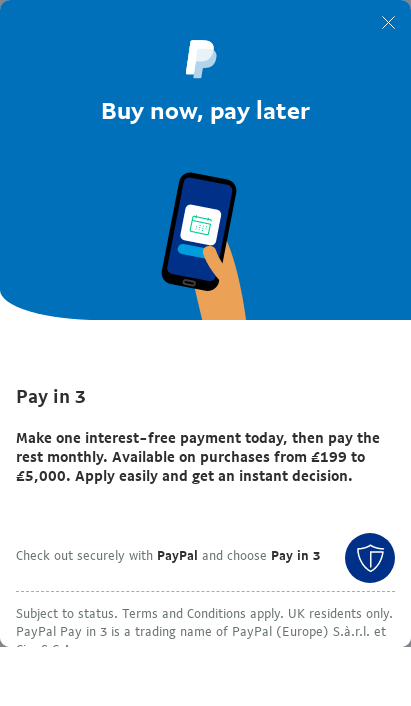 Buy now, pay later
Pay in 3
Make one interest-free payment today, then pay the
rest monthly. Available on purchases from £199 to
£5,000. Apply easily and get an instant decision.
Check out securely with PayPal and choose Pay in 3
Subject to status. Terms and Conditions apply. UK residents only.
PayPal Pay in 3 is a trading name of PayPal (Europe) S.à.r.l. et